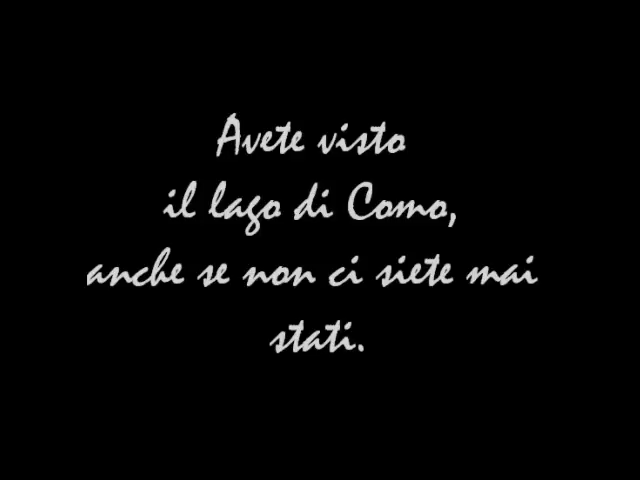 Avete visto
il lago di Como,
anche se non ci siete mai
stati.